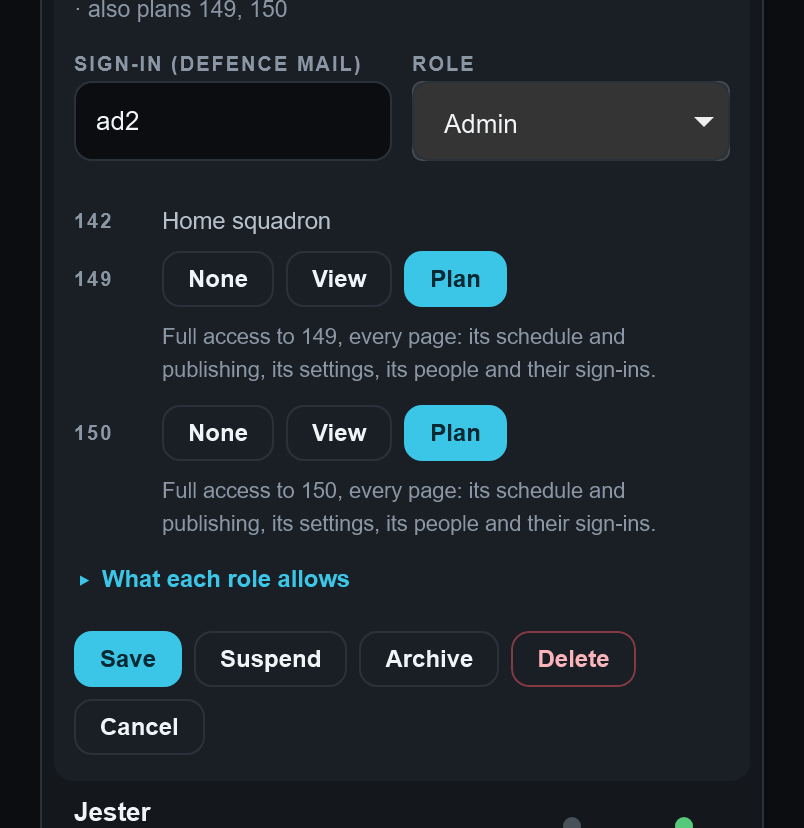 · also plans 149, 150
SIGN-IN (DEFENCE MAIL) ROLE
ad2 Admin
142 Home squadron
149 None View Plan
Full access to 149, every page: its schedule and
publishing, its settings, its people and their sign-ins.
150 None View Plan
Full access to 150, every page: its schedule and
publishing, its settings, its people and their sign-ins.
▸ What each role allows
Save Suspend Archive Delete
Cancel
Jester